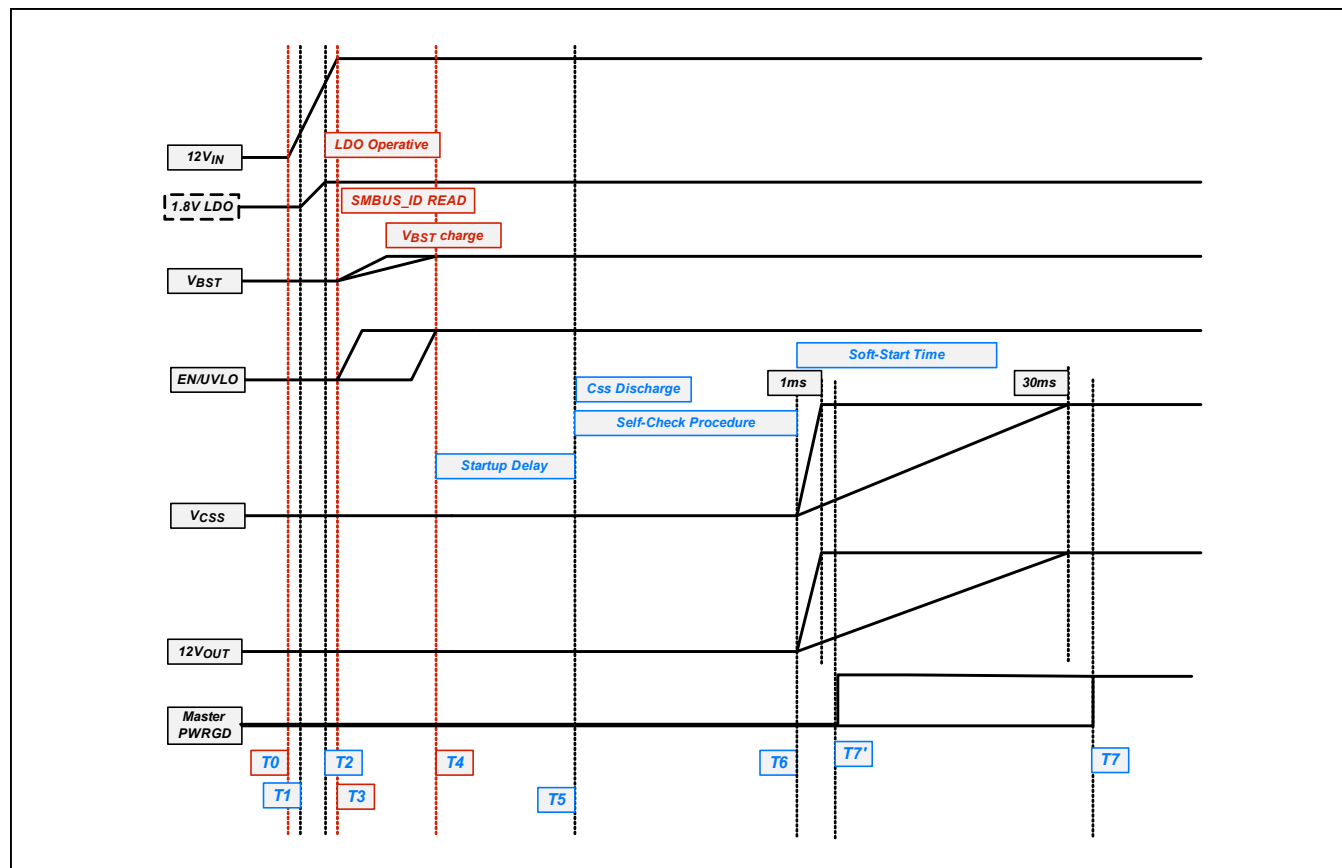 LDO Operative
12VIN
1.8V LDO
SMBUS_ID READ
VBST charge
VBST
Soft-Start Time
EN/UVLO
1ms
30ms
Css Discharge
Self-Check Procedure
Startup Delay
VCSS
12VOUT
Master
PWRGD
T0
T2
T4
T6
T7'
T7
T1
T3
T5